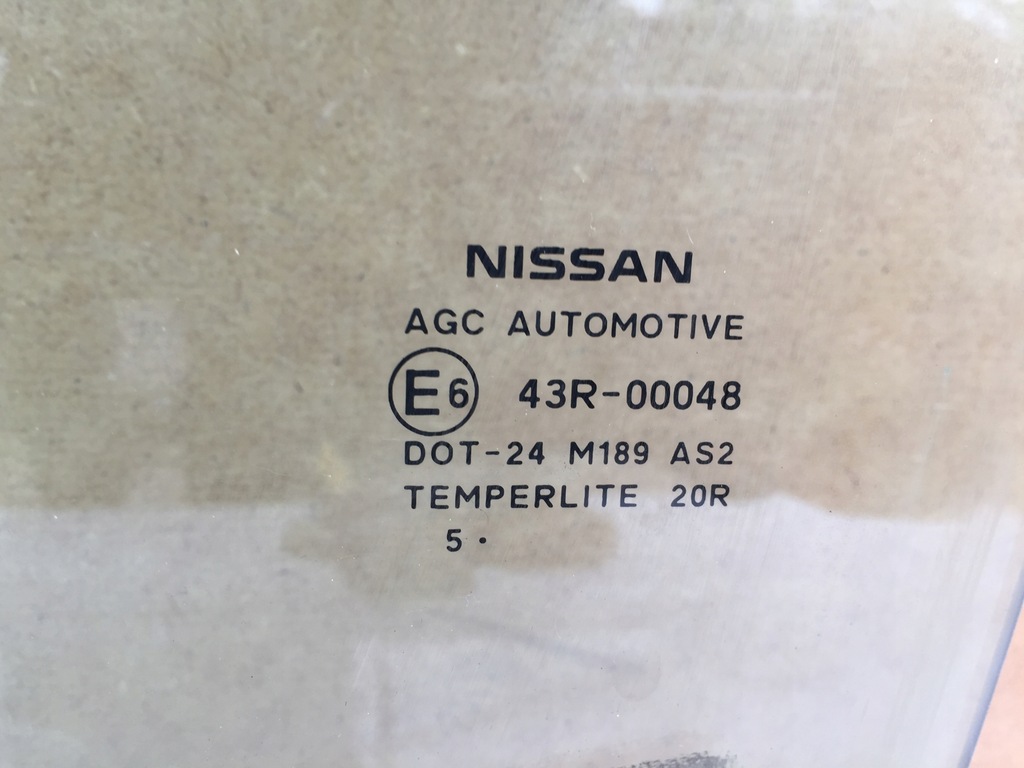 NISSAN
AGC AUTOMOTIVE
E6 43R-00048
DOT-24 M189 AS2
TEMPERLITE 20R
5 •